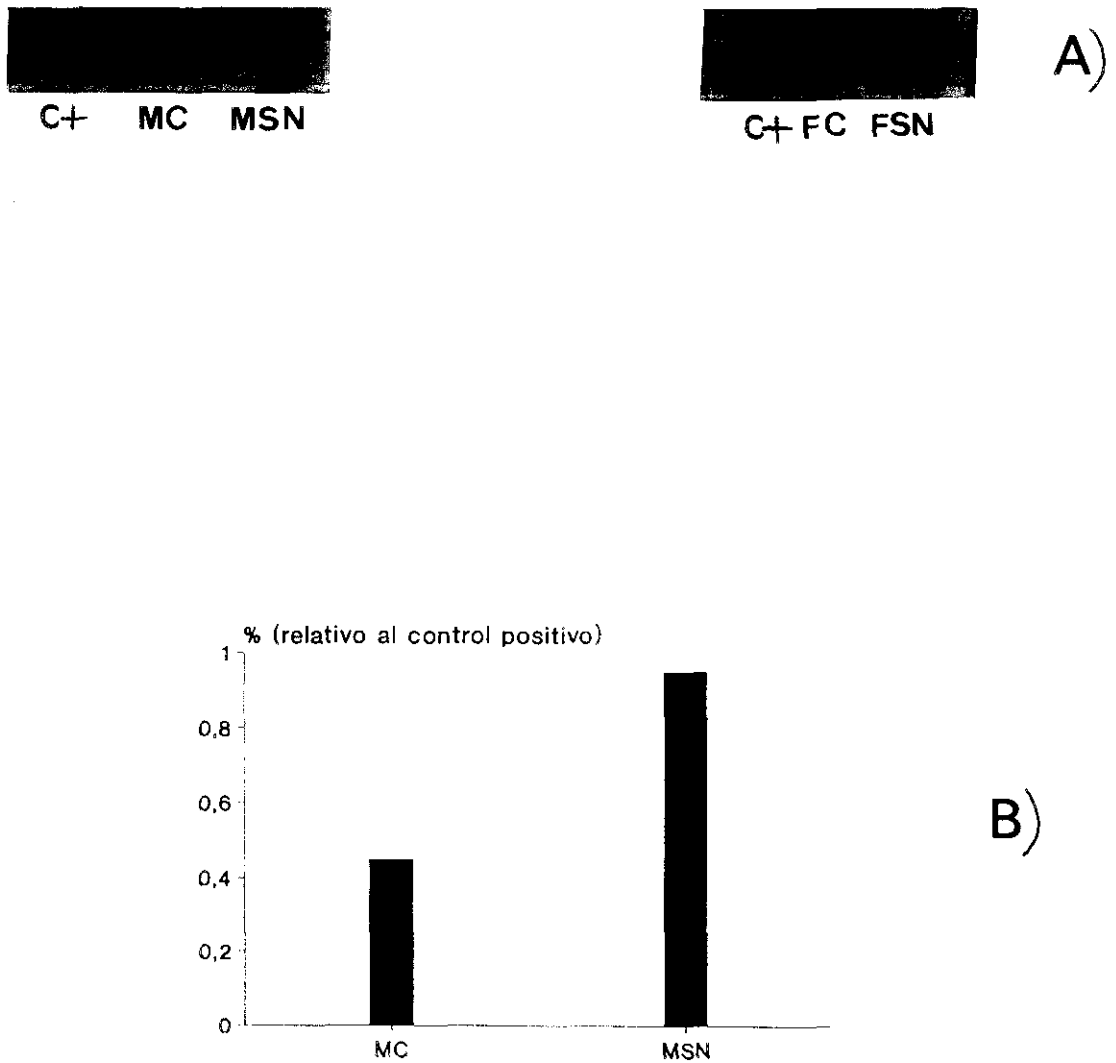 A)
C+ MC MSN
C+ FC FSN
% (relativo al control positivo)
1
0,8
0,6
0,4
0,2
0
MC MSN
B)